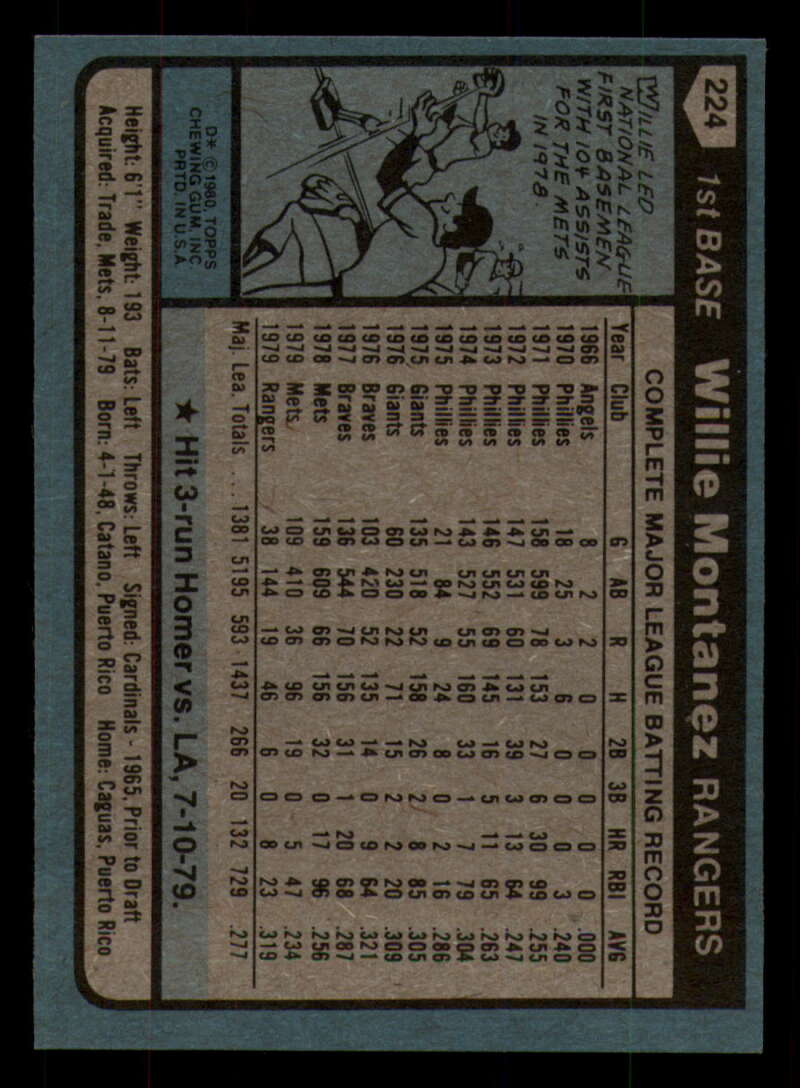 224 1st BASE Willie Montanez RANGERS
WILLIE LED
NATIONAL LEAGUE
FIRST BASEMEN
WITH 104 ASSISTS
FOR THE METS
IN 1978
D* © 1980, TOPPS
CHEWING GUM, INC.
PRTD. IN U.S.A.
COMPLETE MAJOR LEAGUE BATTING RECORD
Year Club G AB R H 2B 3B HR RBI AVG
1966 Angels 8 2 2 0 0 0 0 0 .000
1970 Phillies 18 25 3 6 0 0 0 3 .240
1971 Phillies 158 599 78 153 27 6 30 99 .255
1972 Phillies 147 531 60 131 39 3 13 64 .247
1973 Phillies 146 552 69 145 16 5 11 65 .263
1974 Phillies 143 527 55 160 33 1 7 79 .304
1975 Phillies 21 84 9 24 8 0 2 16 .286
1975 Giants 135 518 52 158 26 2 8 85 .305
1976 Giants 60 230 22 71 15 2 2 20 .309
1976 Braves 103 420 52 135 14 0 9 64 .321
1977 Braves 136 544 70 156 31 1 20 68 .287
1978 Mets 159 609 66 156 32 0 17 96 .256
1979 Mets 109 410 36 96 19 0 5 47 .234
1979 Rangers 38 144 19 46 6 0 8 23 .319
Maj. Lea. Totals ... 1381 5195 593 1437 266 20 132 729 .277
★ Hit 3-run Homer vs. LA, 7-10-79.
Height: 6'1" Weight: 193 Bats: Left Throws: Left Signed: Cardinals - 1965, Prior to Draft
Acquired: Trade, Mets, 8-11-79 Born: 4-1-48, Catano, Puerto Rico Home: Caguas, Puerto Rico